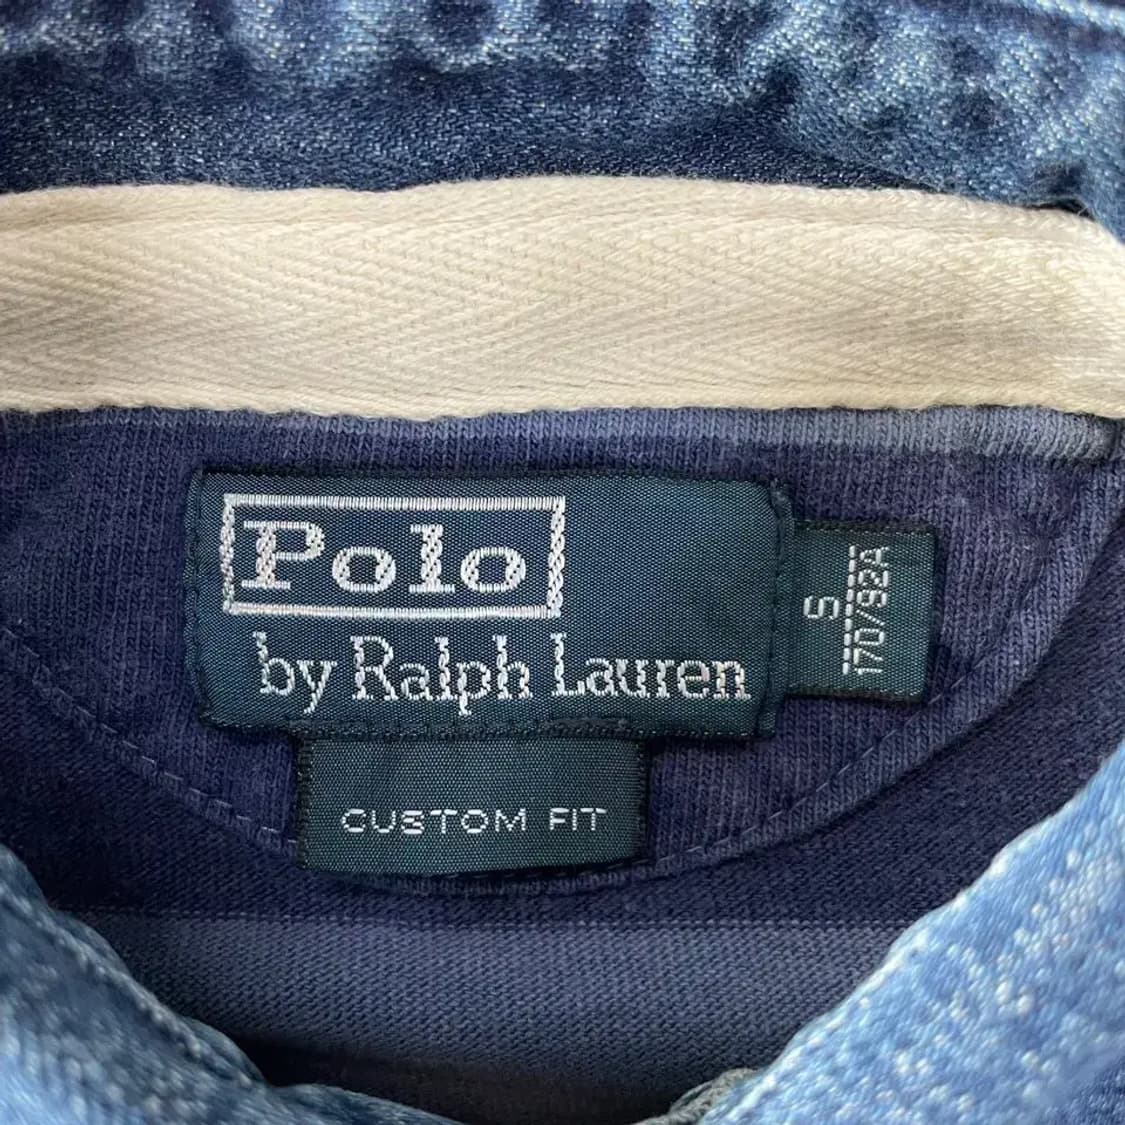 Polo
by Ralph Lauren
S
170/92A
CUSTOM FIT